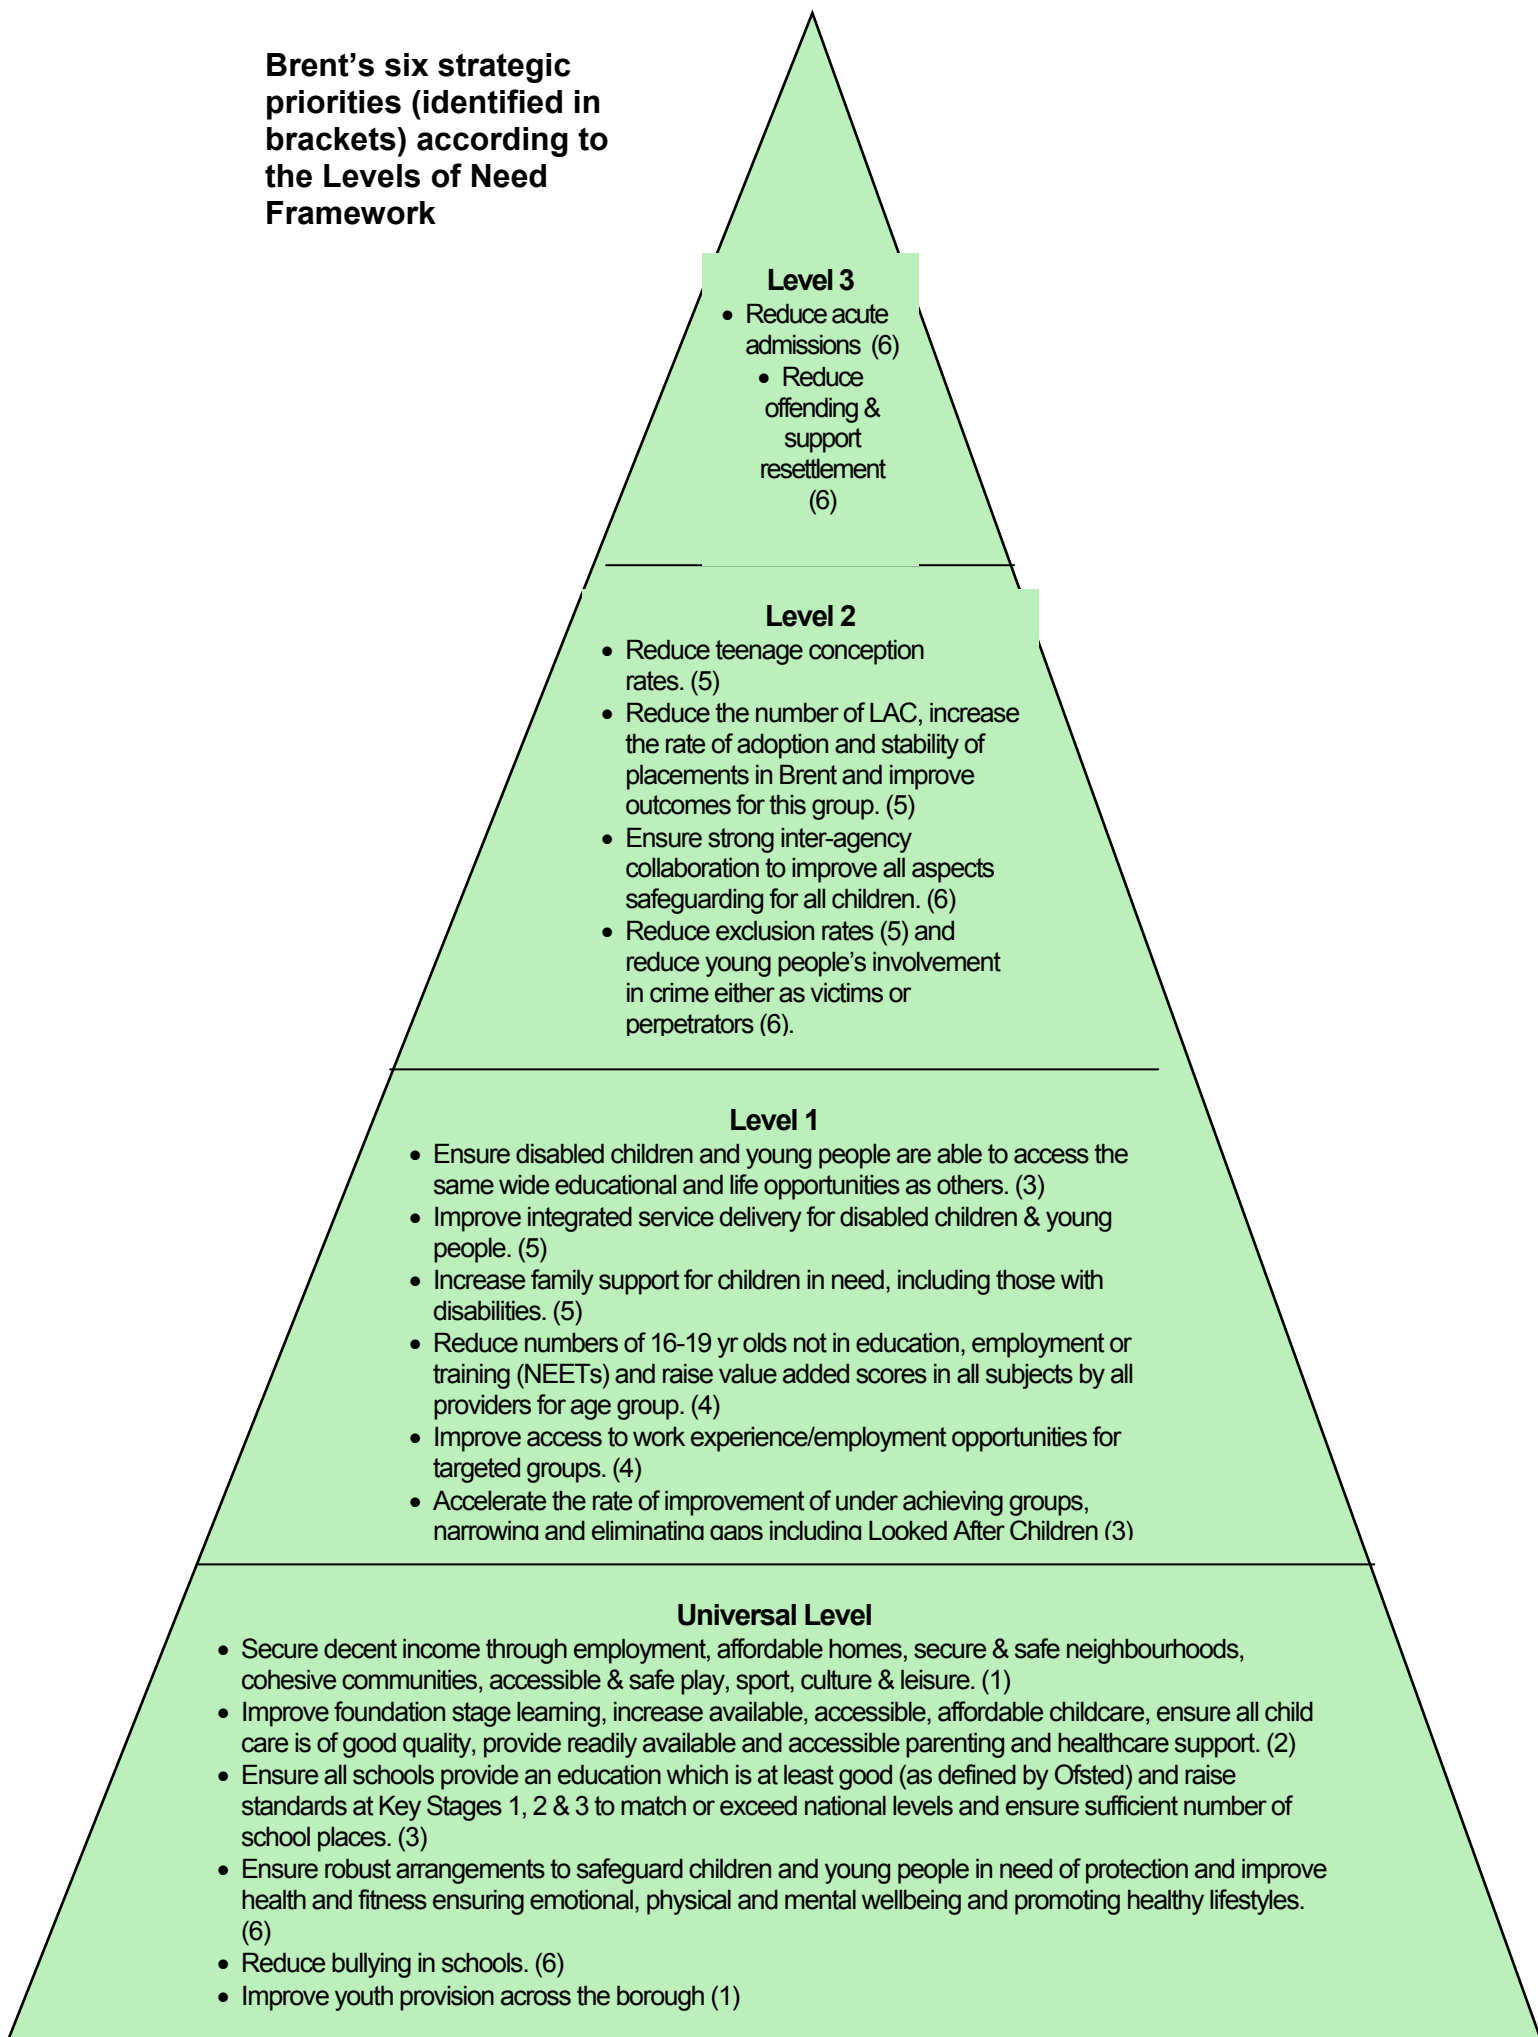 Brent’s six strategic
priorities (identified in
brackets) according to
the Levels of Need
Framework
Level 3
• Reduce acute
admissions (6)
• Reduce
offending &
support
resettlement
(6)
Level 2
• Reduce teenage conception
rates. (5)
• Reduce the number of LAC, increase
the rate of adoption and stability of
placements in Brent and improve
outcomes for this group. (5)
• Ensure strong inter-agency
collaboration to improve all aspects
safeguarding for all children. (6)
• Reduce exclusion rates (5) and
reduce young people’s involvement
in crime either as victims or
perpetrators (6).
Level 1
• Ensure disabled children and young people are able to access the
same wide educational and life opportunities as others. (3)
• Improve integrated service delivery for disabled children & young
people. (5)
• Increase family support for children in need, including those with
disabilities. (5)
• Reduce numbers of 16-19 yr olds not in education, employment or
training (NEETs) and raise value added scores in all subjects by all
providers for age group. (4)
• Improve access to work experience/employment opportunities for
targeted groups. (4)
• Accelerate the rate of improvement of under achieving groups,
narrowing and eliminating gaps including Looked After Children (3)
Universal Level
• Secure decent income through employment, affordable homes, secure & safe neighbourhoods,
cohesive communities, accessible & safe play, sport, culture & leisure. (1)
• Improve foundation stage learning, increase available, accessible, affordable childcare, ensure all child
care is of good quality, provide readily available and accessible parenting and healthcare support. (2)
• Ensure all schools provide an education which is at least good (as defined by Ofsted) and raise
standards at Key Stages 1, 2 & 3 to match or exceed national levels and ensure sufficient number of
school places. (3)
• Ensure robust arrangements to safeguard children and young people in need of protection and improve
health and fitness ensuring emotional, physical and mental wellbeing and promoting healthy lifestyles.
(6)
• Reduce bullying in schools. (6)
• Improve youth provision across the borough (1)